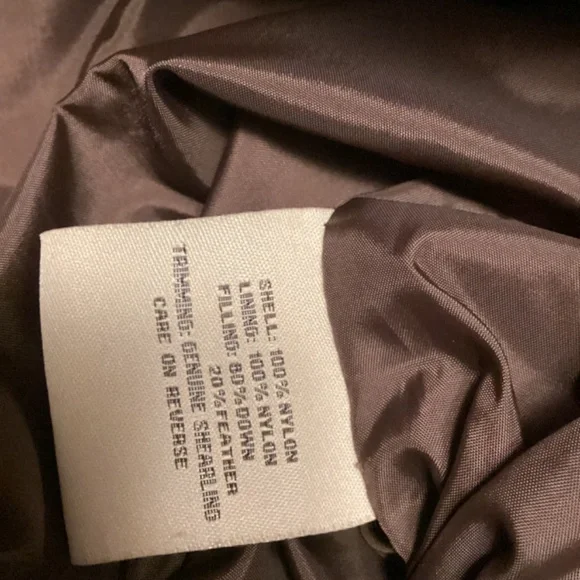 SHELL: 100% NYLON
LINING: 100% NYLON
FILLING: 80% DOWN
20% FEATHER
TRIMMING: GENUINE SHEARLING
CARE ON REVERSE